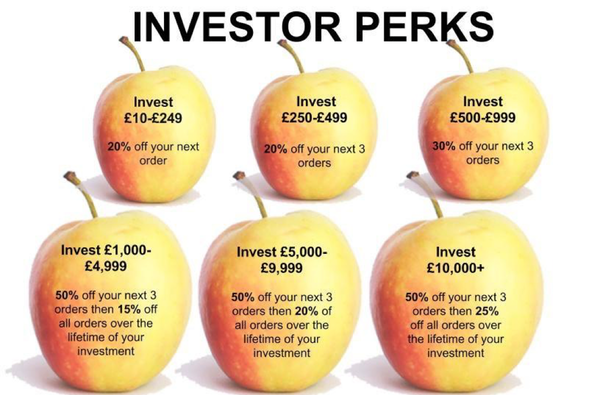 INVESTOR PERKS
Invest
£10-£249
20% off your next
order
Invest
£250-£499
20% off your next 3
orders
Invest
£500-£999
30% off your next 3
orders
Invest £1,000-
£4,999
50% off your next 3
orders then 15% off
all orders over the
lifetime of your
investment
Invest £5,000-
£9,999
50% off your next 3
orders then 20% of
all orders over the
lifetime of your
investment
Invest
£10,000+
50% off your next 3
orders then 25%
off all orders over
the lifetime of your
investment